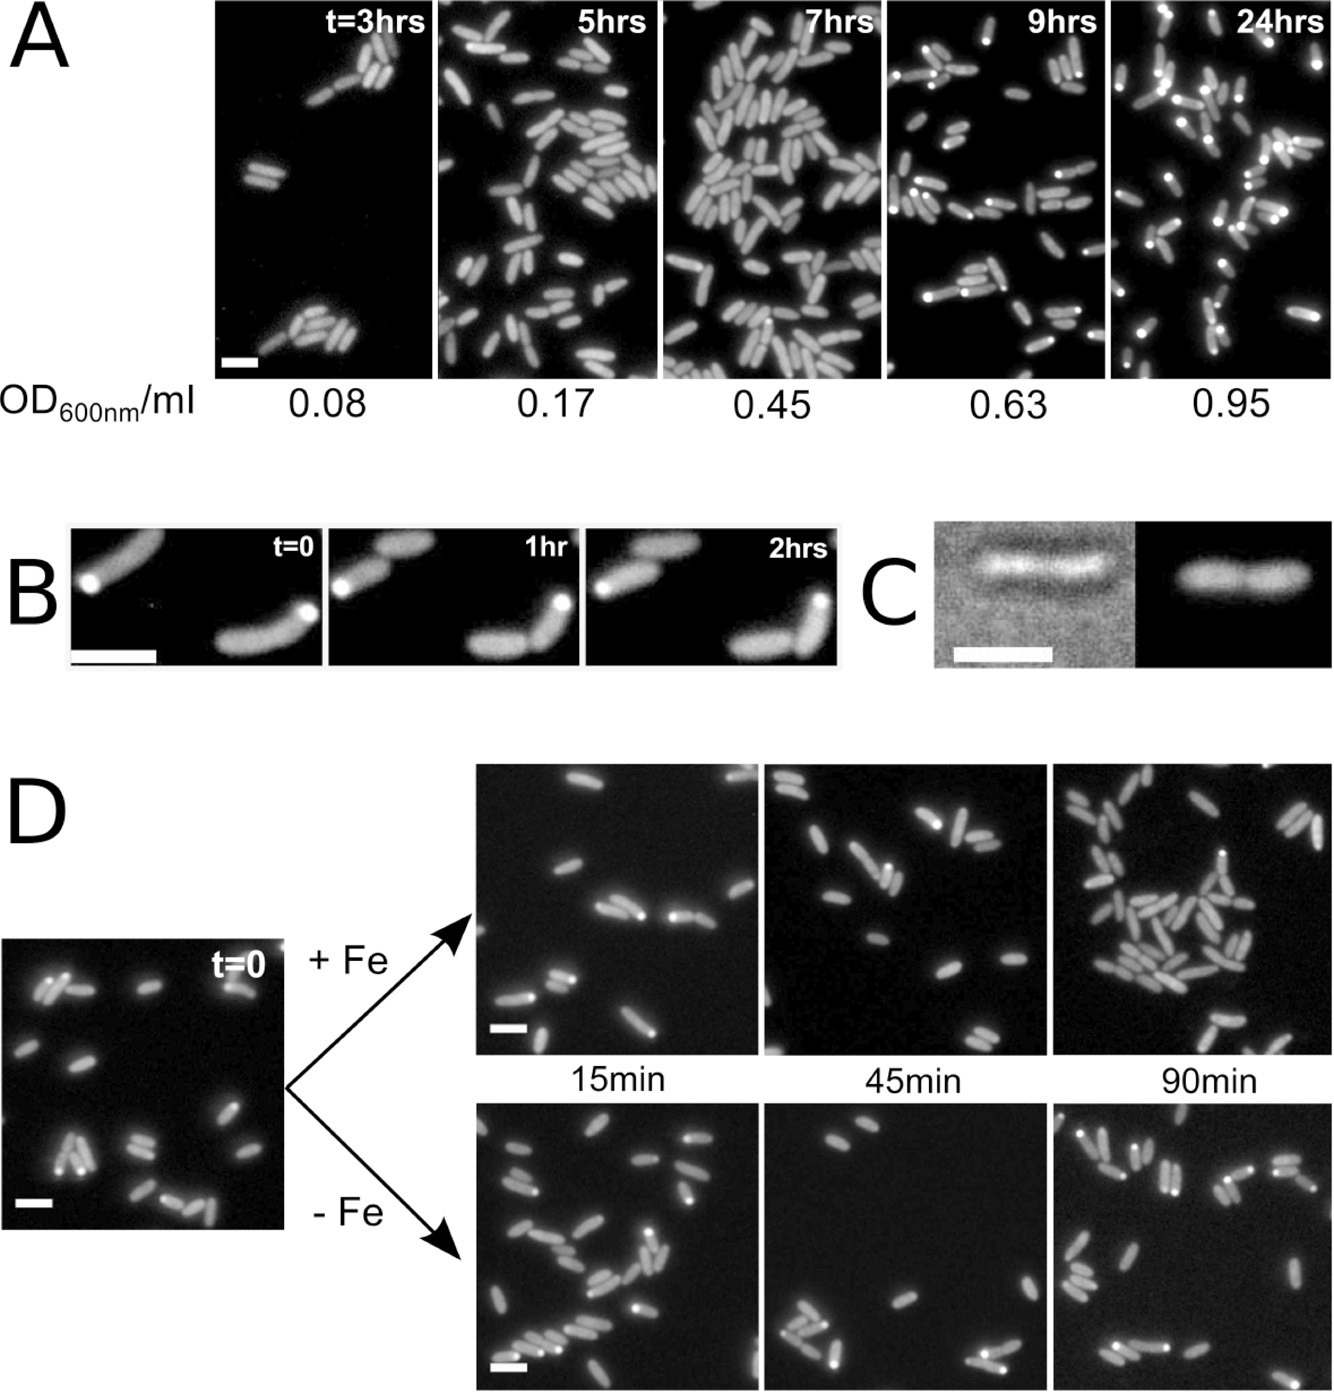 A
t=3hrs 5hrs 7hrs 9hrs 24hrs
OD600nm/ml 0.08 0.17 0.45 0.63 0.95
B
t=0 1hr 2hrs
C
D
t=0
+ Fe
15min 45min 90min
- Fe